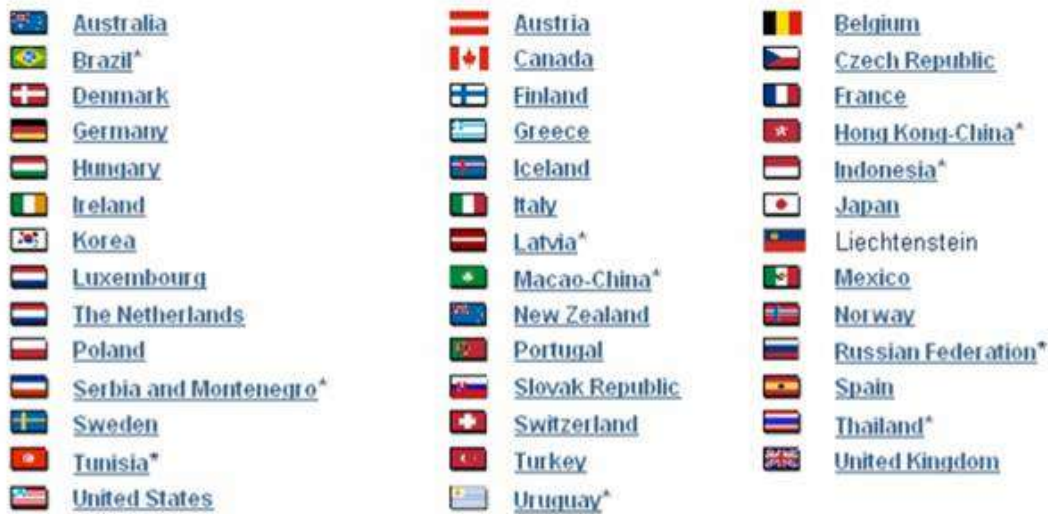 Australia Austria Belgium
Brazil* Canada Czech Republic
Denmark Finland France
Germany Greece Hong Kong-China*
Hungary Iceland Indonesia*
Ireland Italy Japan
Korea Latvia* Liechtenstein
Luxembourg Macao-China* Mexico
The Netherlands New Zealand Norway
Poland Portugal Russian Federation*
Serbia and Montenegro* Slovak Republic Spain
Sweden Switzerland Thailand*
Tunisia* Turkey United Kingdom
United States Uruguay*